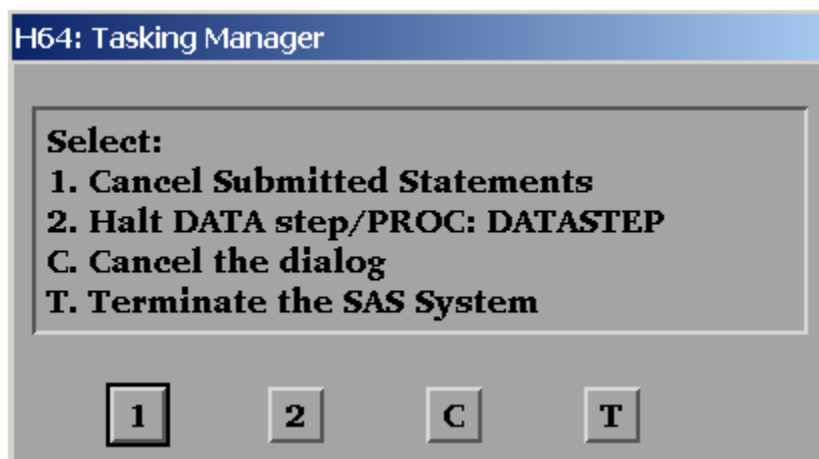 H64: Tasking Manager
Select:
1. Cancel Submitted Statements
2. Halt DATA step/PROC: DATASTEP
C. Cancel the dialog
T. Terminate the SAS System
1 2 C T